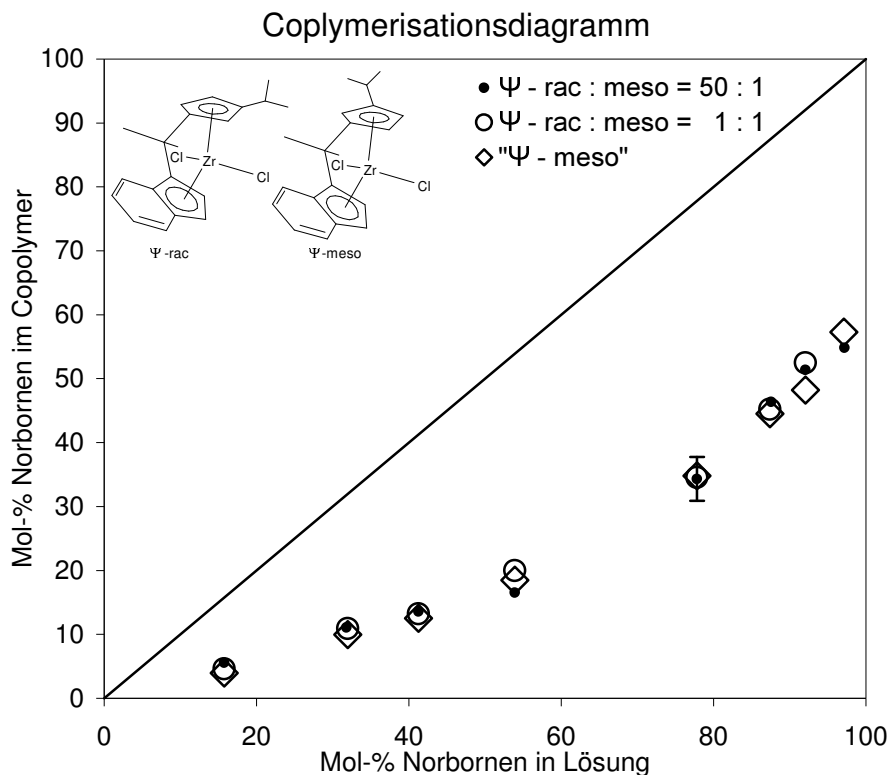 Coplymerisationsdiagramm
Ψ - rac : meso = 50 : 1
Ψ - rac : meso = 1 : 1
"Ψ - meso"
Cl
Zr
Cl
Ψ -rac
Cl
Zr
Cl
Ψ-meso
Mol-% Norbornen im Copolymer
100
90
80
70
60
50
40
30
20
10
0
0 20 40 60 80 100
Mol-% Norbornen in Lösung